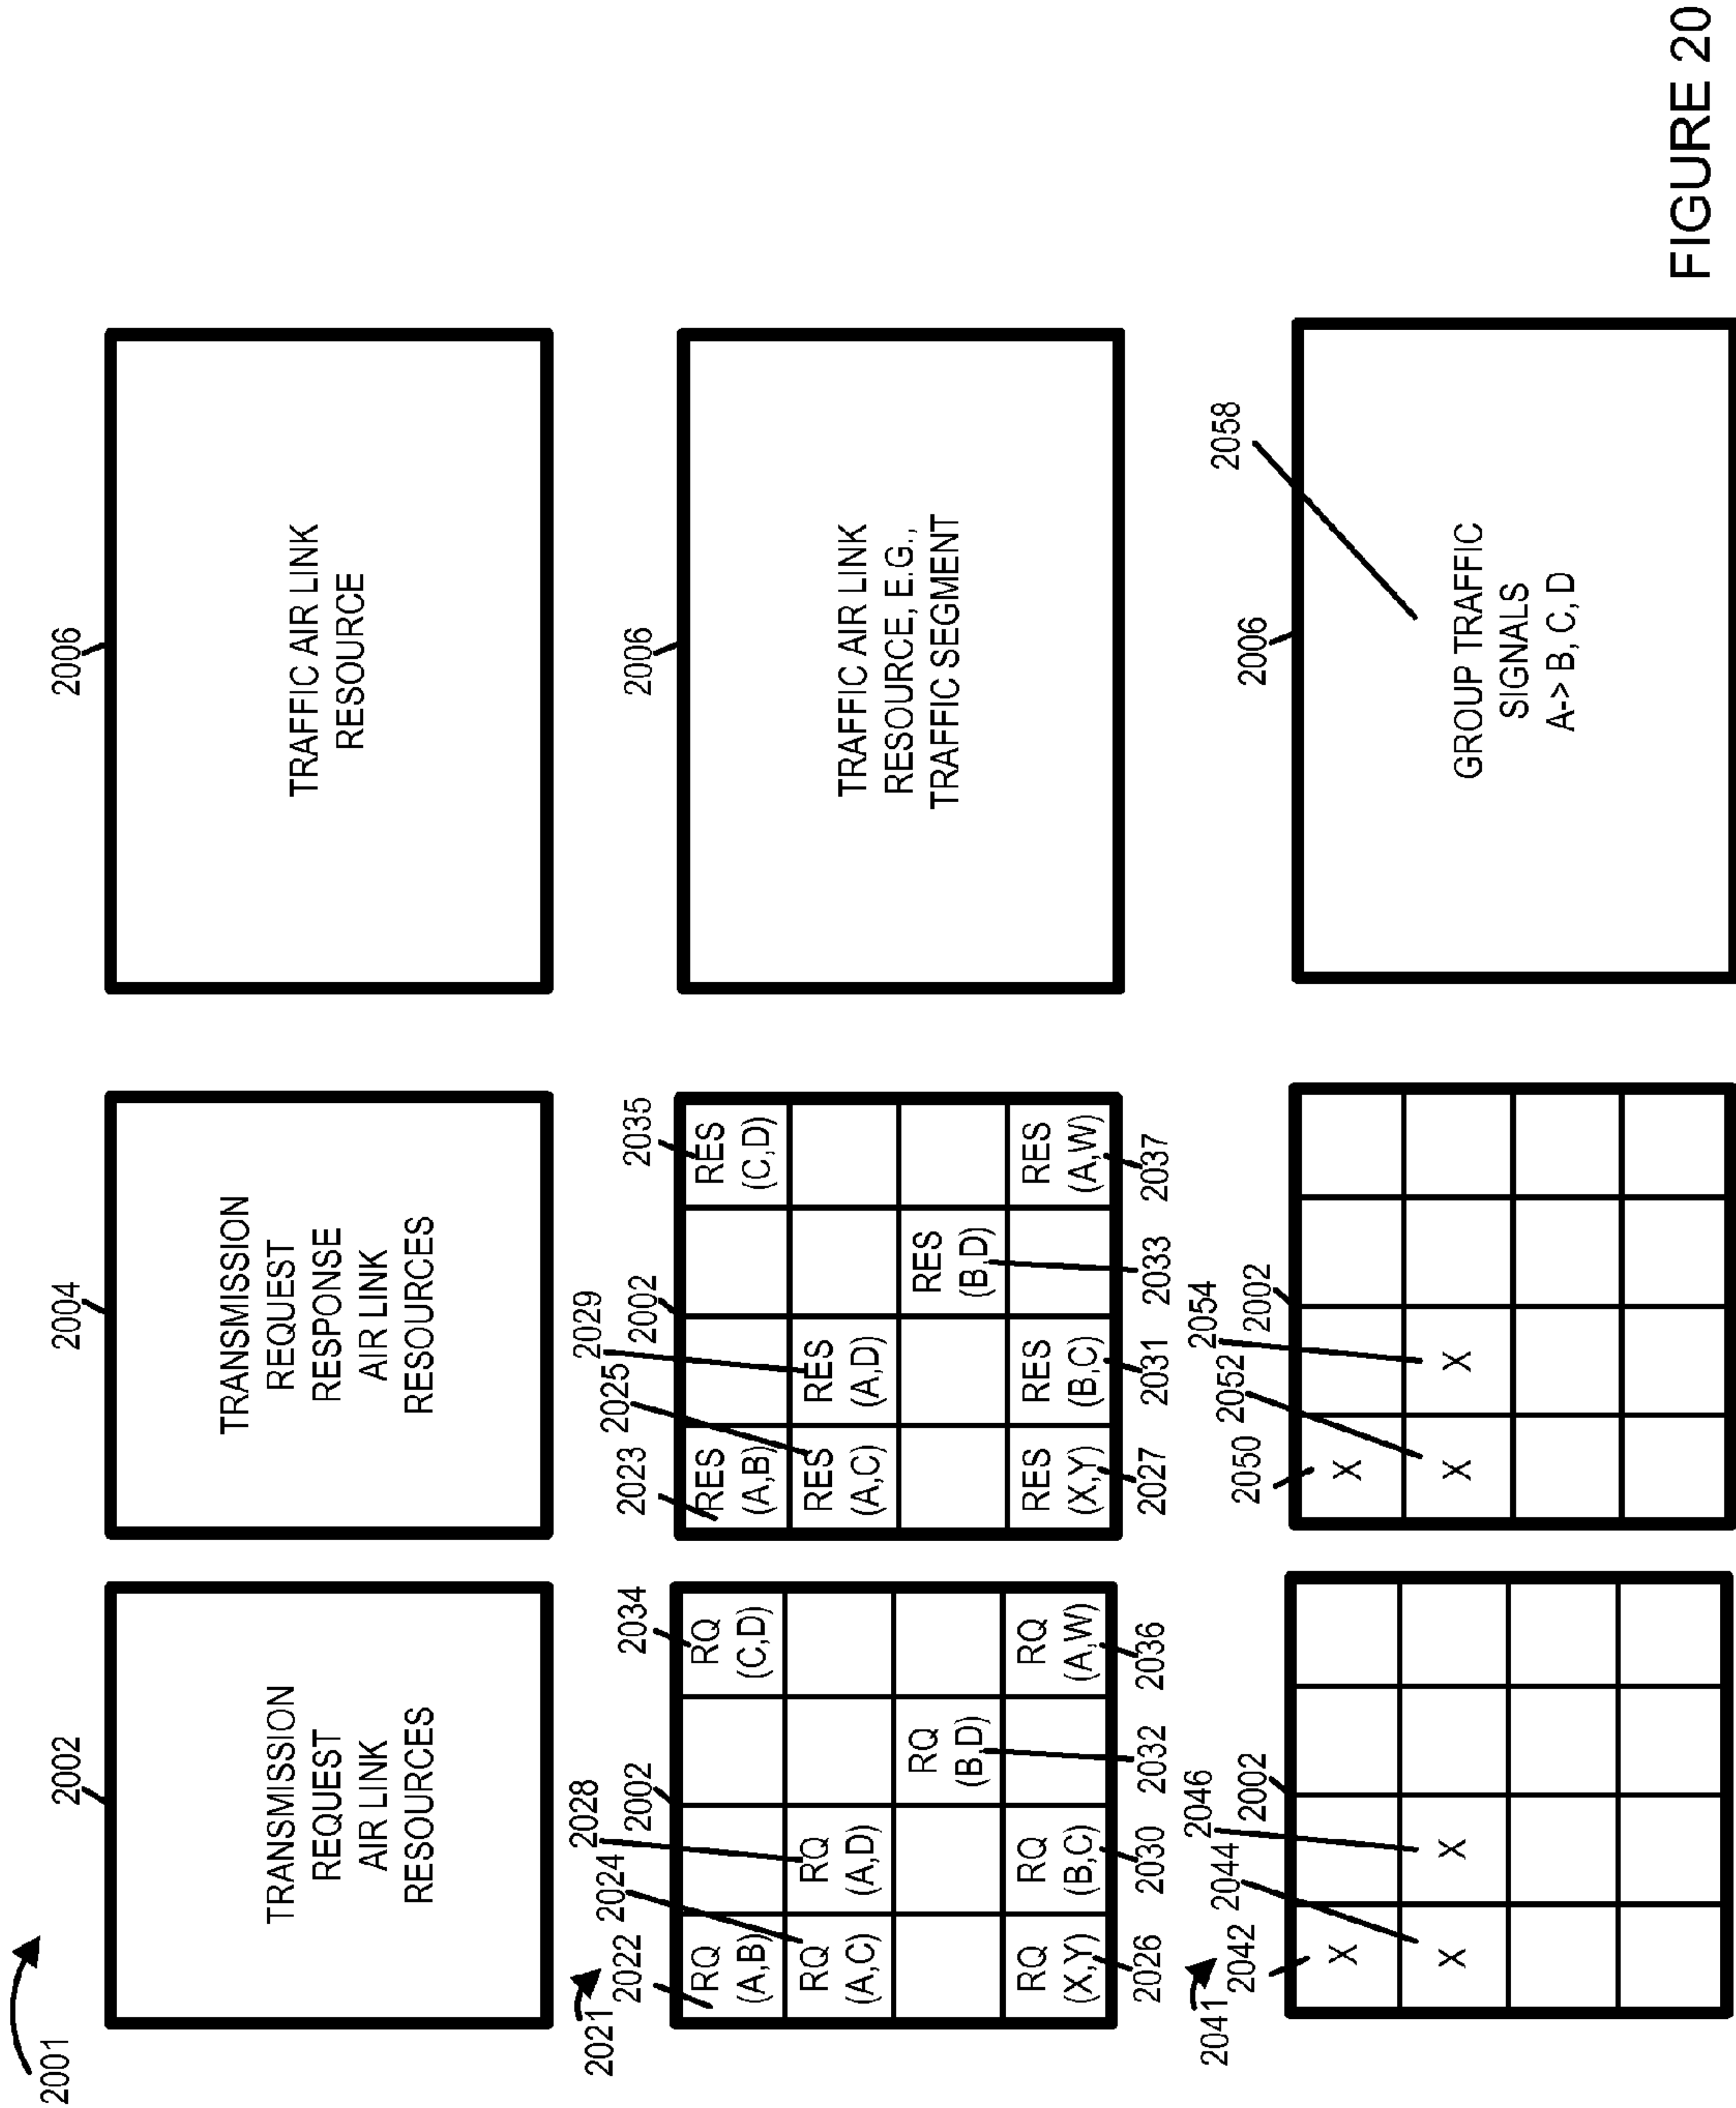 2001
2002
TRANSMISSION
REQUEST
AIR LINK
RESOURCES
2004
TRANSMISSION
REQUEST
RESPONSE
AIR LINK
RESOURCES
2006
TRAFFIC AIR LINK
RESOURCE
2021
2022
2024
2028
2002
2034
RQ
(A,B)
RQ
(C,D)
RQ
(A,C)
RQ
(A,D)
RQ
(B,D)
RQ
(X,Y)
RQ
(B,C)
RQ
(A,W)
2026
2030
2032
2036
2023
2025
2029
2002
2035
RES
(A,B)
RES
(C,D)
RES
(A,C)
RES
(A,D)
RES
(B,D)
RES
(X,Y)
RES
(B,C)
RES
(A,W)
2027
2031
2033
2037
2006
TRAFFIC AIR LINK
RESOURCE, E.G.,
TRAFFIC SEGMENT
2041
2042
2044
2046
2002
X
X X
2050
2052
2054
2002
X
X X
2006
2058
GROUP TRAFFIC
SIGNALS
A-> B, C, D
FIGURE 20